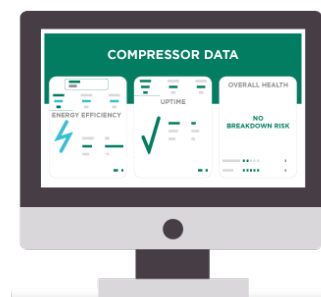 COMPRESSOR DATA
ENERGY EFFICIENCY
UPTIME
OVERALL HEALTH
NO
BREAKDOWN RISK